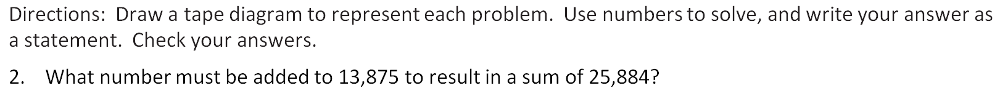 Directions:  Draw a tape diagram to represent each problem.  Use numbers to solve, and write your answer as
a statement.  Check your answers.
2.   What number must be added to 13,875 to result in a sum of 25,884?